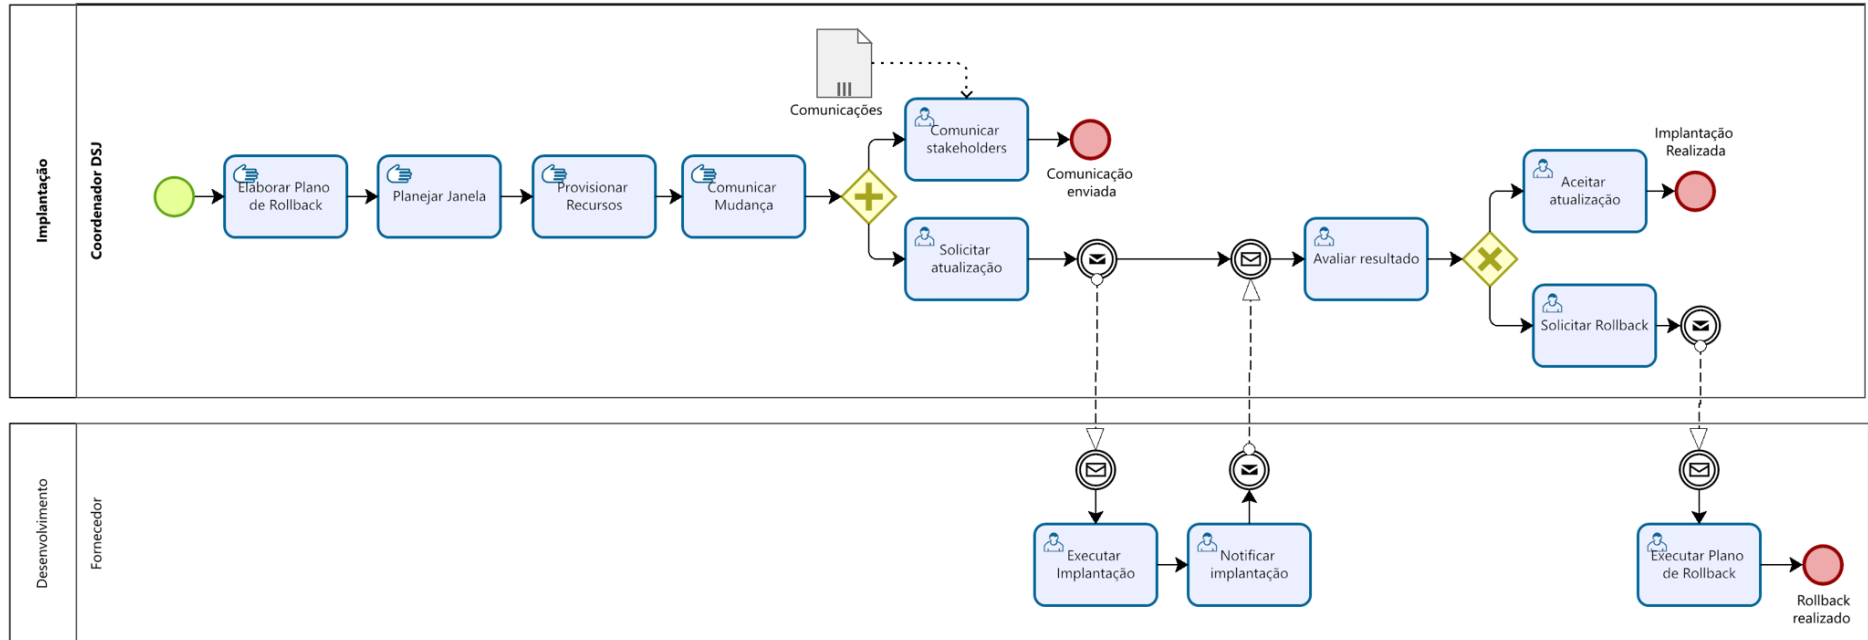 Implantação
Coordenador DSJ
Elaborar Plano
de Rollback
Planejar Janela
Provisionar
Recursos
Comunicar
Mudança
Comunicações
Comunicar
stakeholders
Comunicação
enviada
Solicitar
atualização
Avaliar resultado
Aceitar
atualização
Implantação
Realizada
Solicitar Rollback
Desenvolvimento
Fornecedor
Executar
Implantação
Notificar
implantação
Executar Plano
de Rollback
Rollback
realizado